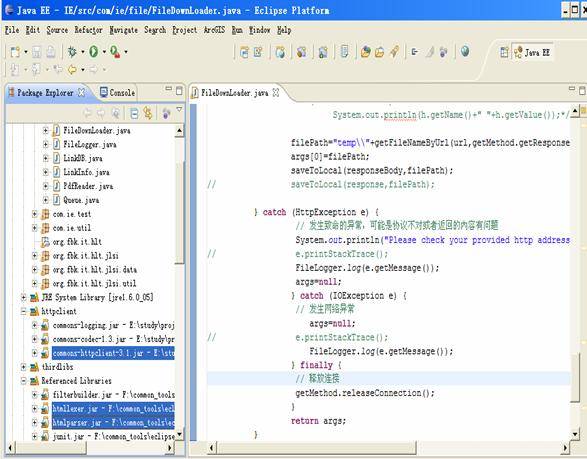 Java EE - IE/src/com/ie/file/FileDownLoader.java - Eclipse Platform
File Edit Source Refactor Navigate Search Project ArcGIS Run Window Help
Java EE
Package Explorer
Console
FileDownLoader.java
FileDownLoader.java
FileLogger.java
LinkDB.java
LinkInfo.java
PdfReader.java
Queue.java
com.ie.test
com.ie.util
org.fbk.it.hlt
org.fbk.it.hlt.jlsi
org.fbk.it.hlt.jlsi.data
org.fbk.it.hlt.jlsi.util
JRE System Library [jre1.6.0_05]
httpclient
commons-logging.jar - E:\study\proj
commons-codec-1.3.jar - E:\study\pr
commons-httpclient-3.1.jar - E:\stu
thirdlibs
Referenced Libraries
filterbuilder.jar - F:\common_tools
htmllexer.jar - F:\common_tools\ecl
htmlparser.jar - F:\common_tools\ec
junit.jar - F:\common_tools\eclipse
System.out.println(h.getName()+" "+h.getValue());*/
filePath="temp\\"+getFileNameByUrl(url,getMethod.getResponse
args[0]=filePath;
saveToLocal(responseBody,filePath);
// saveToLocal(response,filePath);
} catch (HttpException e) {
// 发生致命的异常，可能是协议不对或者返回的内容有问题
System.out.println("Please check your provided http address
// e.printStackTrace();
FileLogger.log(e.getMessage());
args=null;
} catch (IOException e) {
// 发生网络异常
args=null;
// e.printStackTrace();
FileLogger.log(e.getMessage());
} finally {
// 释放连接
getMethod.releaseConnection();
}
return args;
}